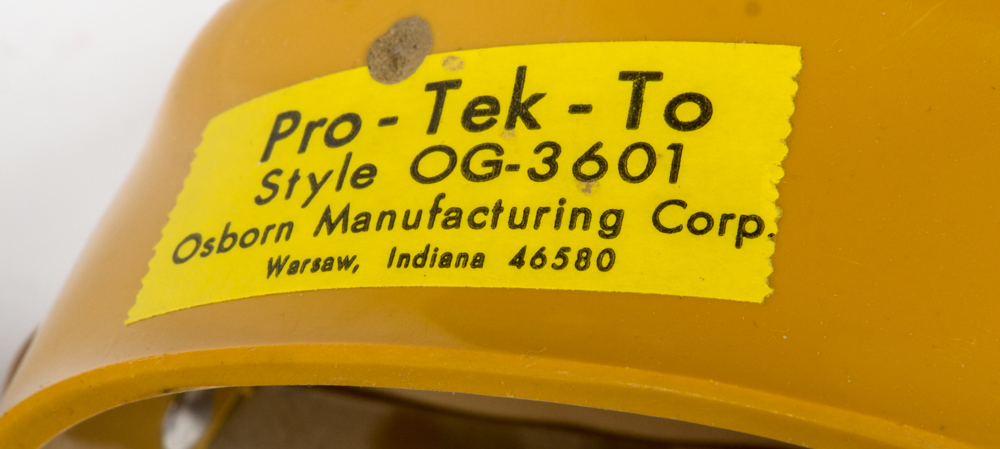 Pro-Tek-To
Style OG-3601
Osborn Manufacturing Corp.
Warsaw, Indiana 46580